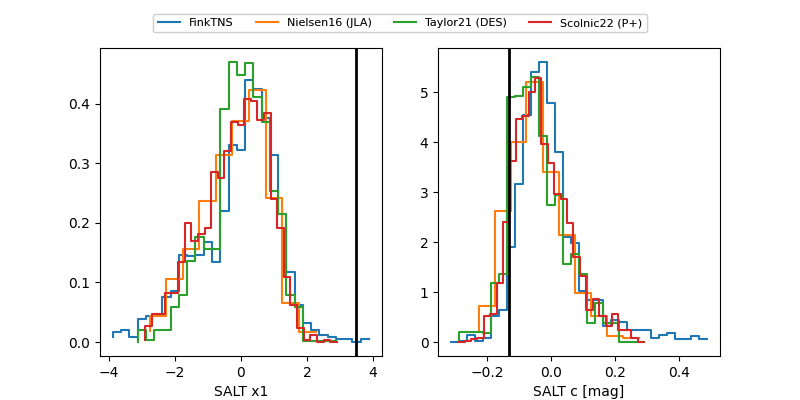 FinkTNS Nielsen16 (JLA) Taylor21 (DES) Scolnic22 (P+)
0.4
0.3
0.2
0.1
0.0
−4 −2 0 2 4
SALT x1
5
4
3
2
1
0
−0.2 0.0 0.2 0.4
SALT c [mag]